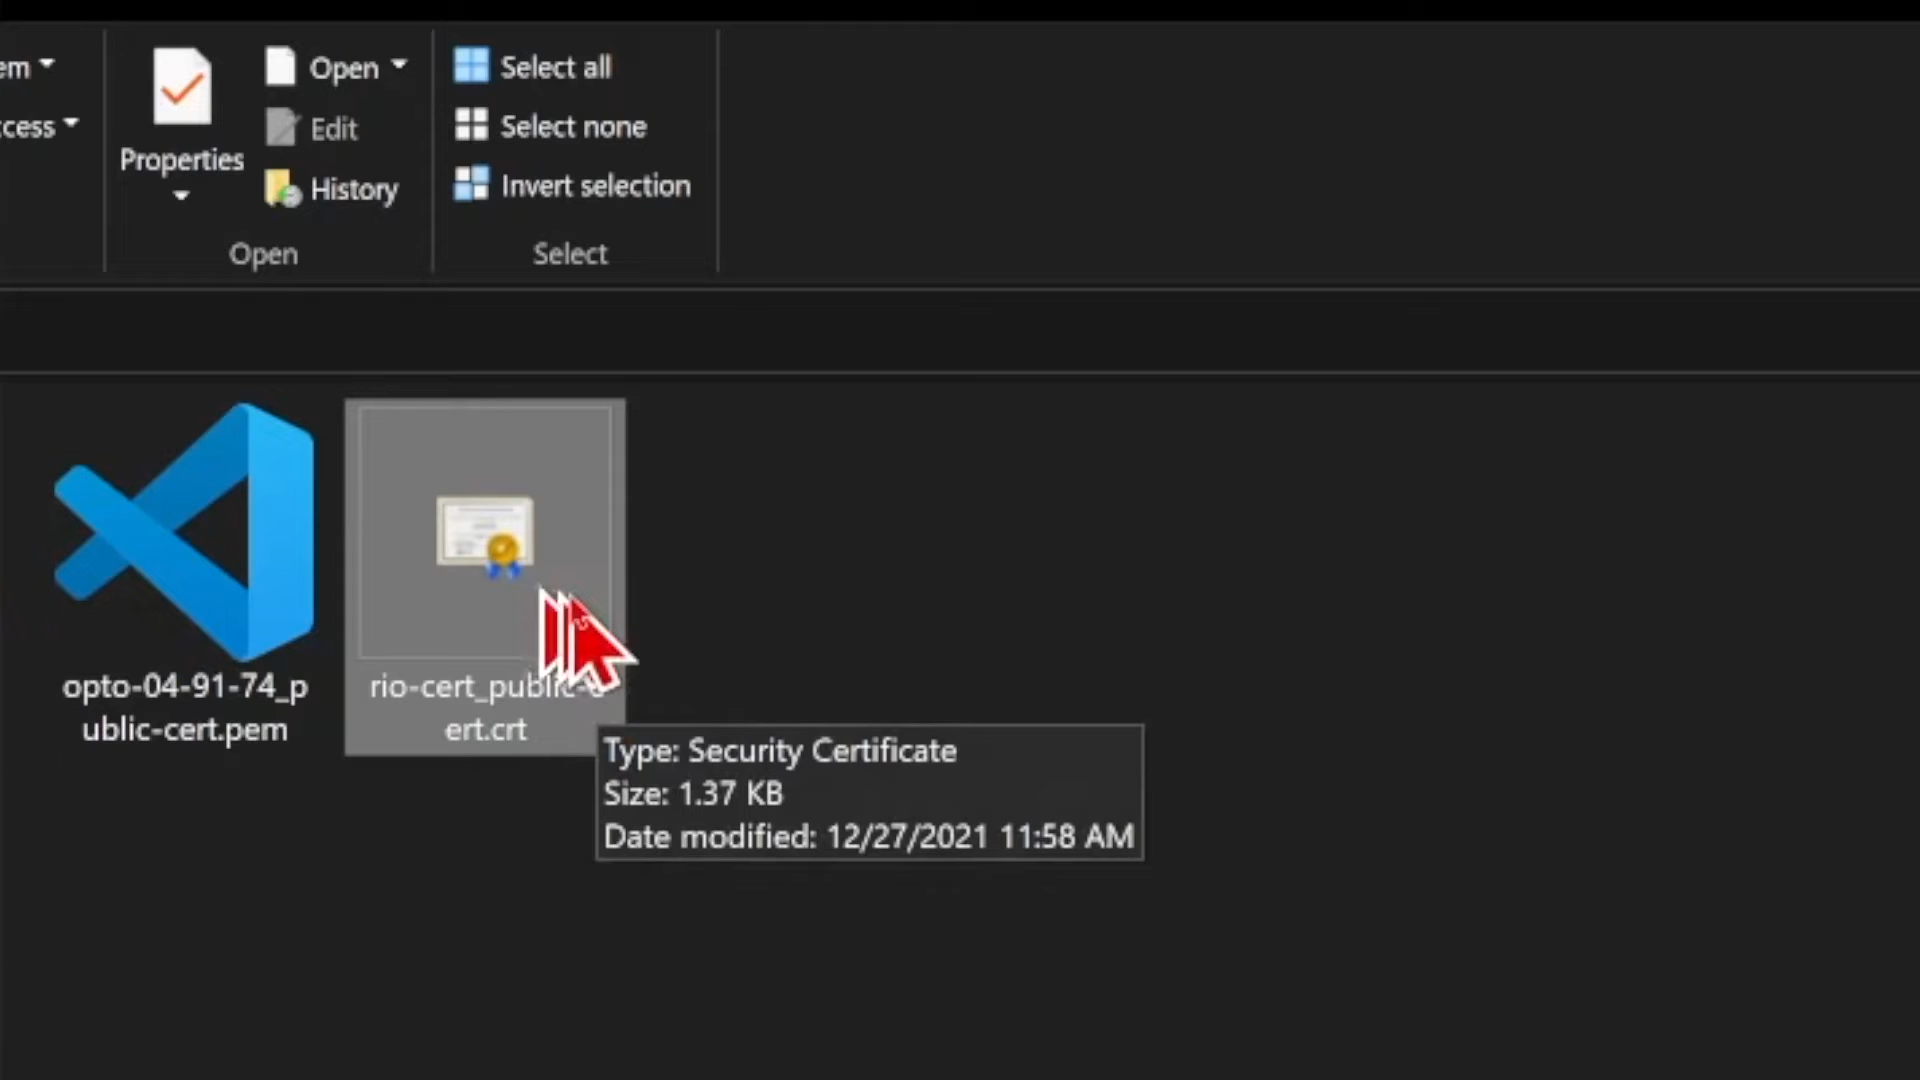 em
Open
Select all
ccess
Edit
Select none
Properties
History
Invert selection
Open
Select
opto-04-91-74_p
ublic-cert.pem
rio-cert_public-c
ert.crt
Type: Security Certificate
Size: 1.37 KB
Date modified: 12/27/2021 11:58 AM